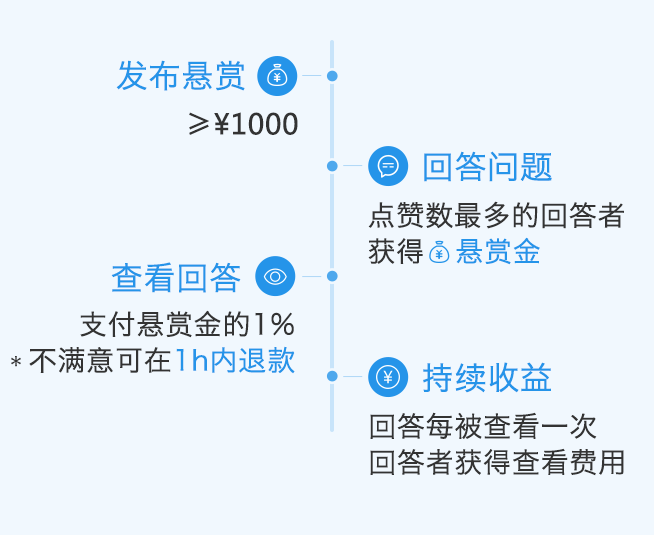 发布悬赏
≥¥1000
回答问题
点赞数最多的回答者
获得 悬赏金
查看回答
支付悬赏金的1%
*不满意可在1h内退款
持续收益
回答每被查看一次
回答者获得查看费用